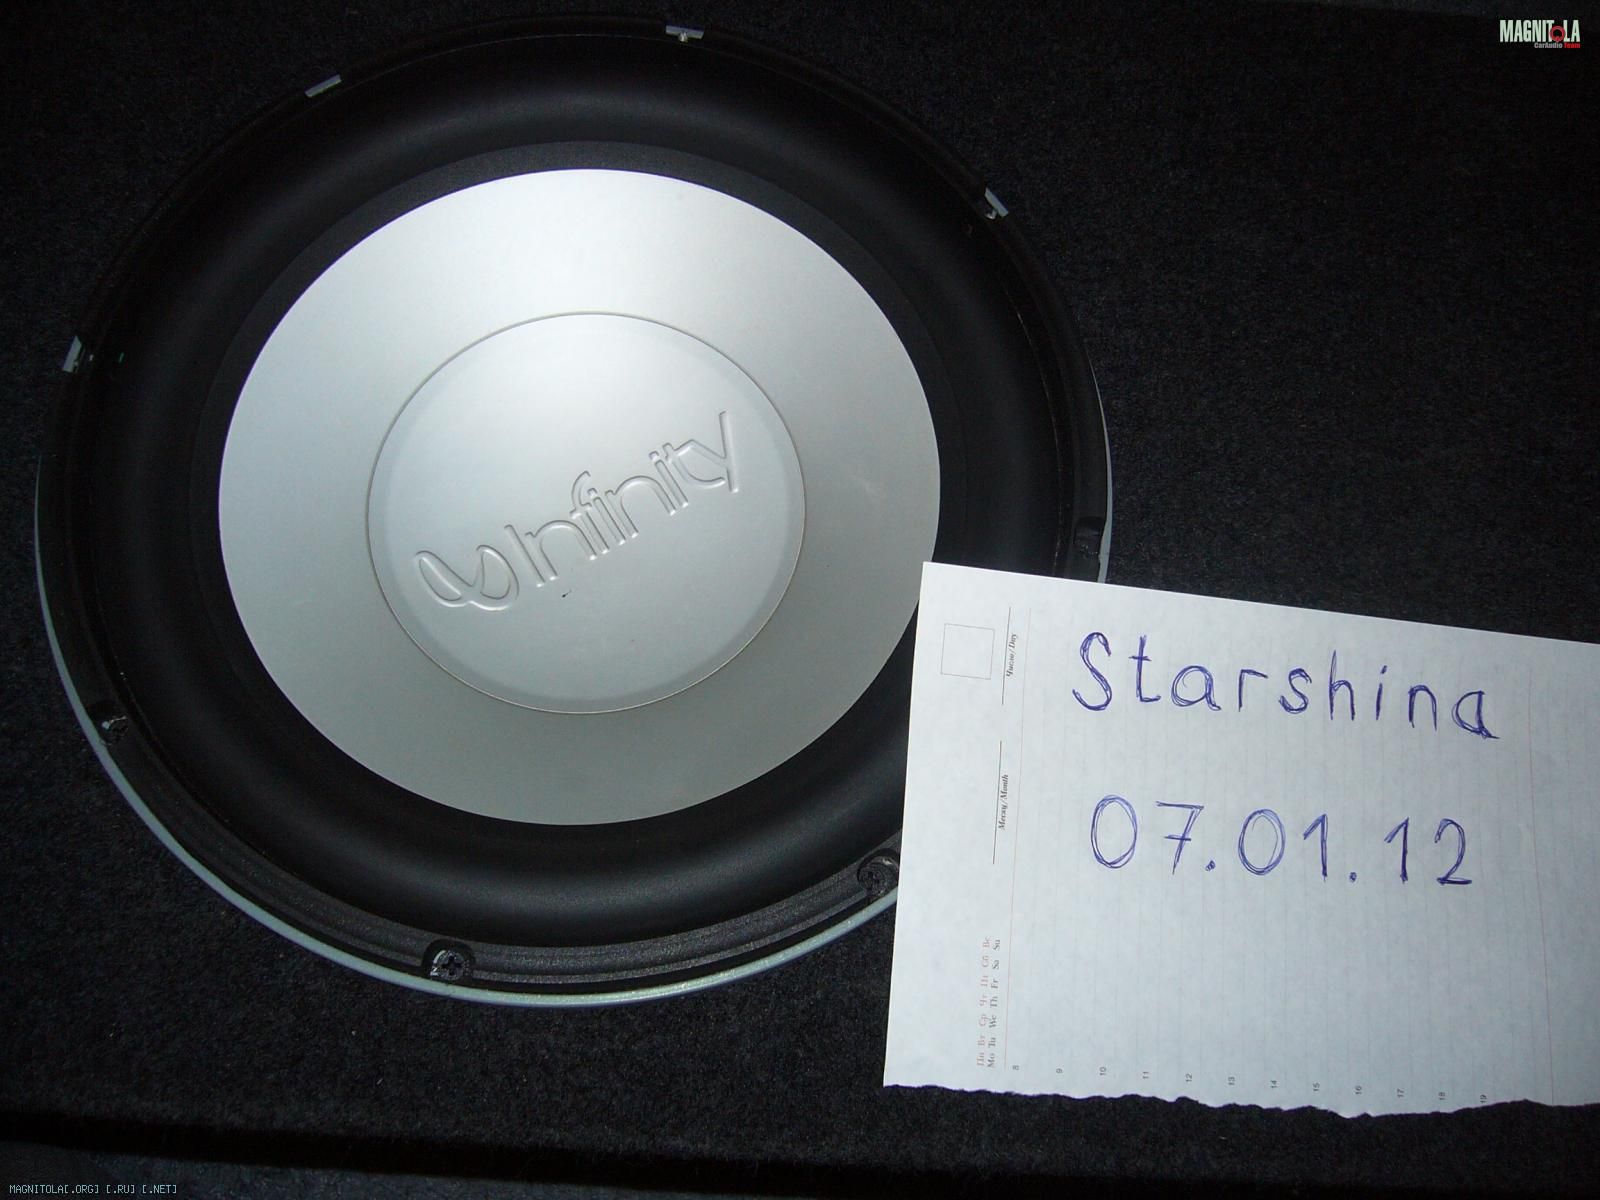 MAGNITOLA
CarAudio Team
Infinity
Starshina
07.01.12
Число/Day
Месяц/Month
Пн Вт Ср Чт Пт Сб Вс
Mo Tu We Th Fr Sa Su
8 9 10 11 12 13 14 15 16 17 18 19
MAGNITOLA[.ORG] [.RU] [.NET]